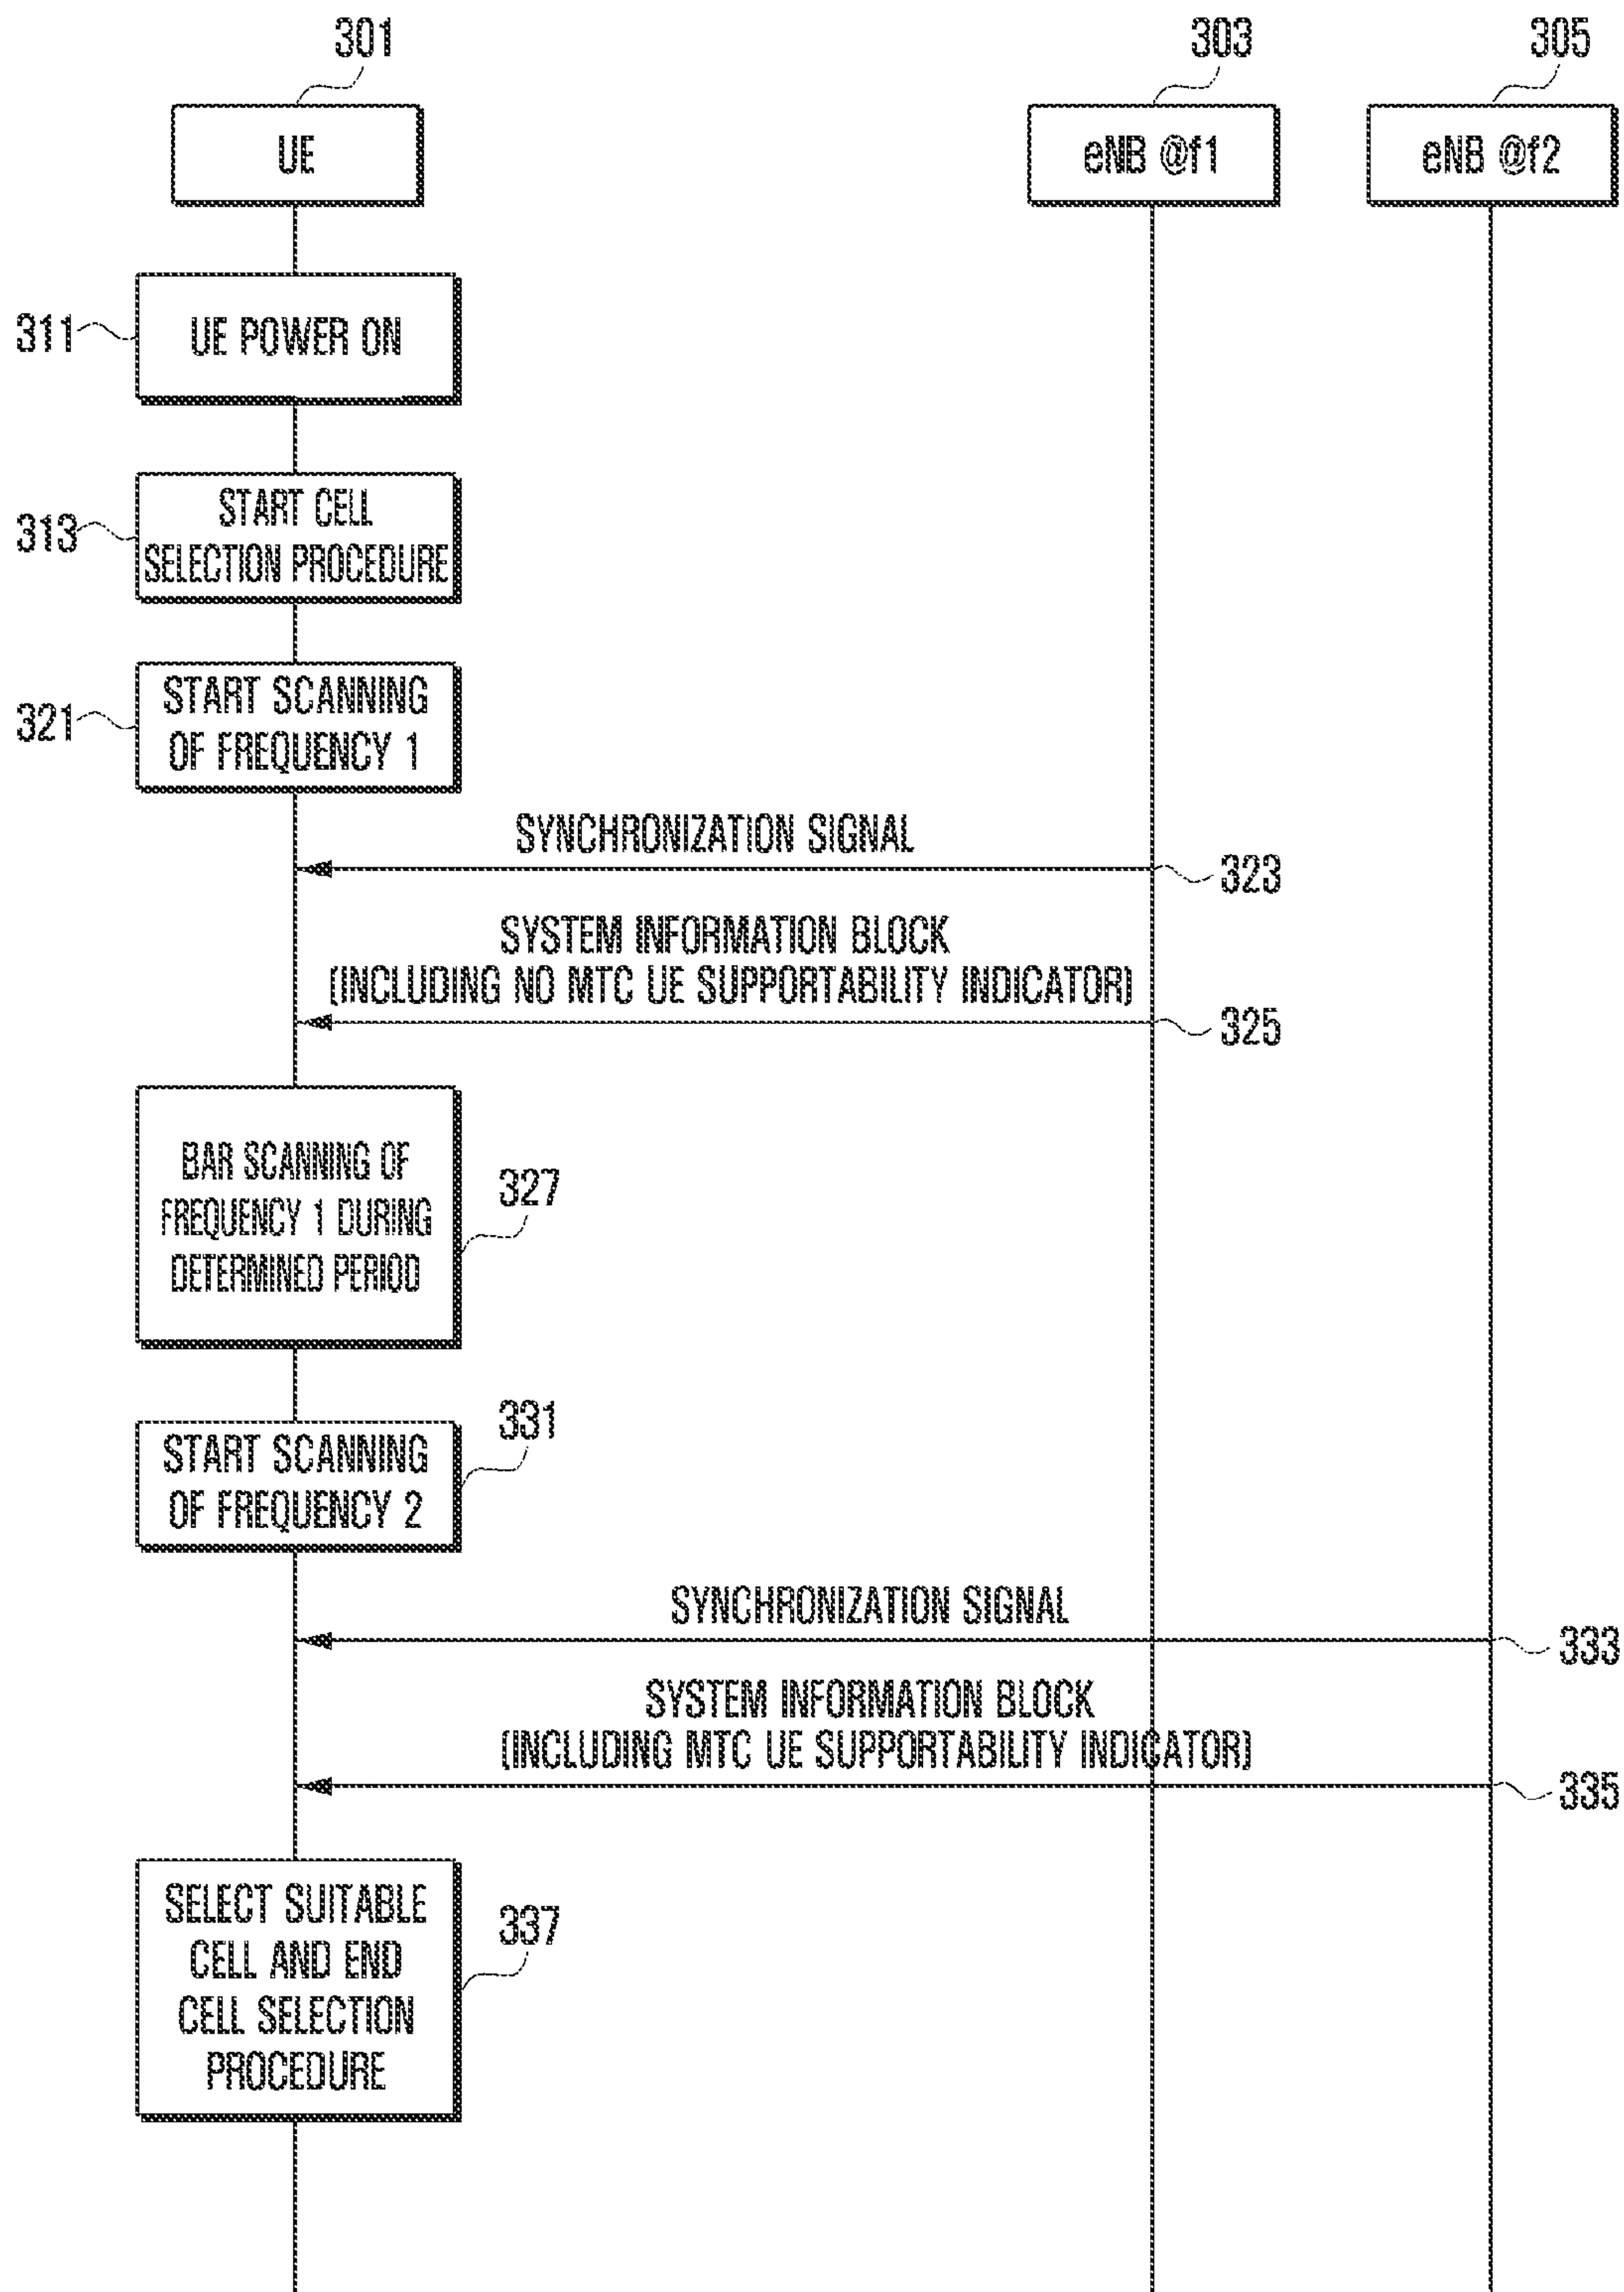 301
303
305
UE
eNB @f1
eNB @f2
311
UE POWER ON
313
START CELL
SELECTION PROCEDURE
321
START SCANNING
OF FREQUENCY 1
SYNCHRONIZATION SIGNAL
323
SYSTEM INFORMATION BLOCK
(INCLUDING NO MTC UE SUPPORTABILITY INDICATOR)
325
BAR SCANNING OF
FREQUENCY 1 DURING
DETERMINED PERIOD
327
331
START SCANNING
OF FREQUENCY 2
SYNCHRONIZATION SIGNAL
333
SYSTEM INFORMATION BLOCK
(INCLUDING MTC UE SUPPORTABILITY INDICATOR)
335
SELECT SUITABLE
CELL AND END
CELL SELECTION
PROCEDURE
337